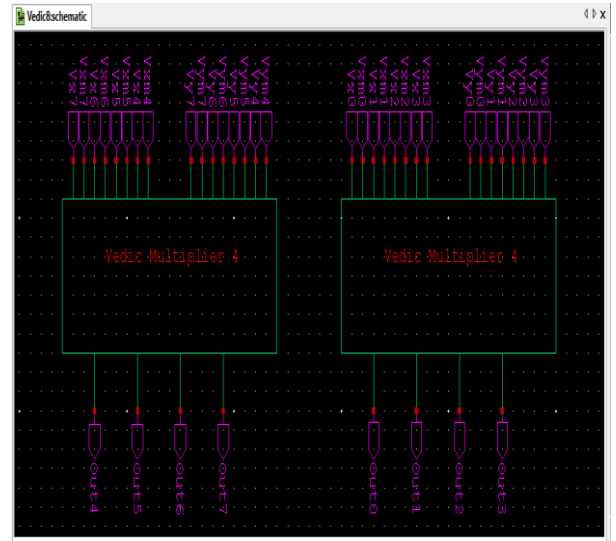 Vedic8:schematic
Vx7
Vxm7
Vx6
Vxm6
Vx5
Vxm5
Vx4
Vxm4
Vy7
Vym7
Vy6
Vym6
Vy5
Vym5
Vy4
Vym4
Vx0
Vxm0
Vx1
Vxm1
Vx2
Vxm2
Vx3
Vxm3
Vy0
Vym0
Vy1
Vym1
Vy2
Vym2
Vy3
Vym3
Vedic Multiplier 4
Vedic Multiplier 4
out4
out5
out6
out7
out0
out1
out2
out3